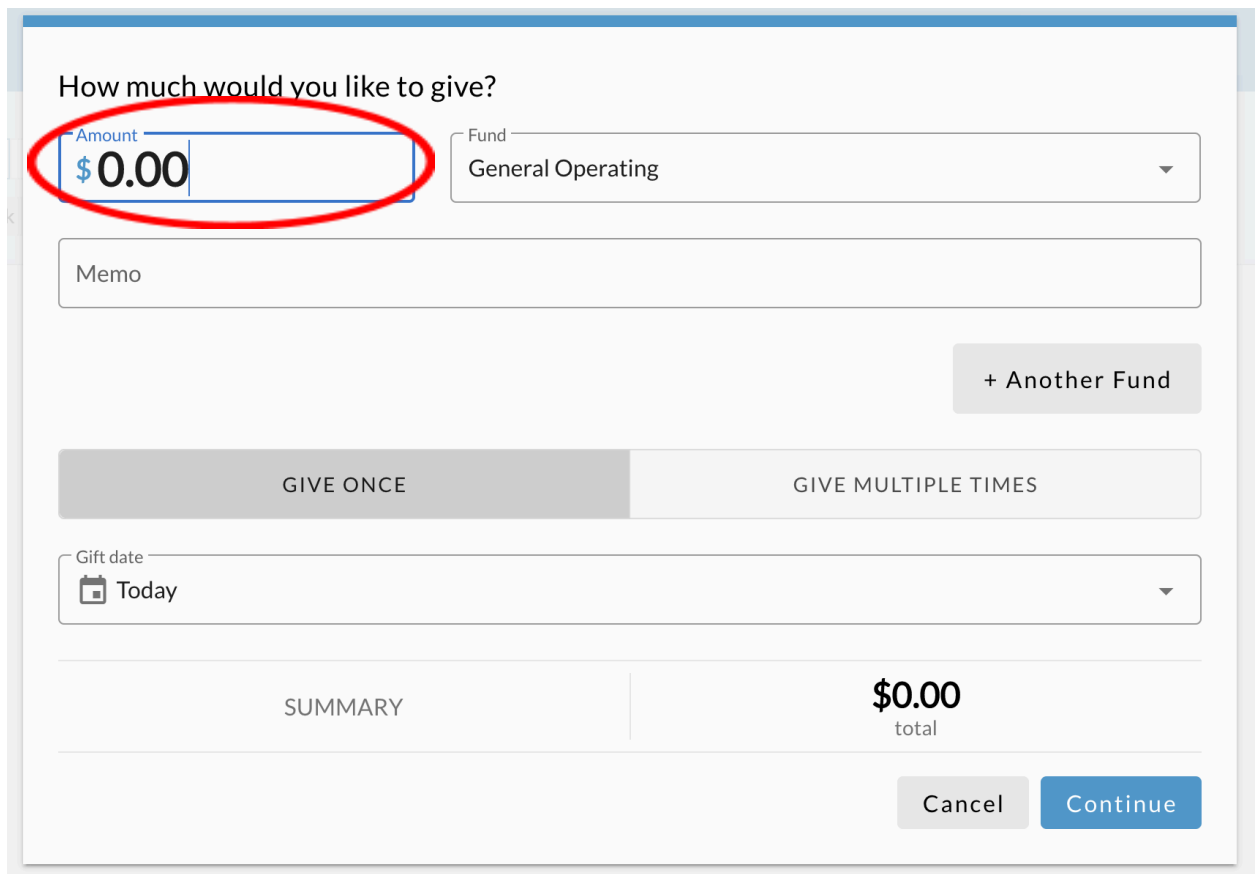 How much would you like to give?
Amount
$ 0.00
Fund
General Operating
Memo
+ Another Fund
GIVE ONCE
GIVE MULTIPLE TIMES
Gift date
Today
SUMMARY
$0.00
total
Cancel
Continue